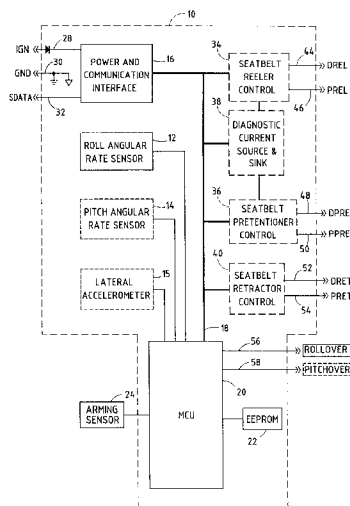 10
IGN
28
16
GND
30
POWER AND
COMMUNICATION
INTERFACE
SDATA
32
34
SEATBELT
REELER
CONTROL
44
DREL
PREL
46
38
DIAGNOSTIC
CURRENT
SOURCE &
SINK
12
ROLL ANGULAR
RATE SENSOR
14
PITCH ANGULAR
RATE SENSOR
36
SEATBELT
PRETENTIONER
CONTROL
48
DPRE
50
PPRE
15
LATERAL
ACCELEROMETER
40
SEATBELT
RETRACTOR
CONTROL
52
DRET
PRET
54
18
56
ROLLOVER
58
PITCHOVER
20
MCU
24
ARMING
SENSOR
EEPROM
22